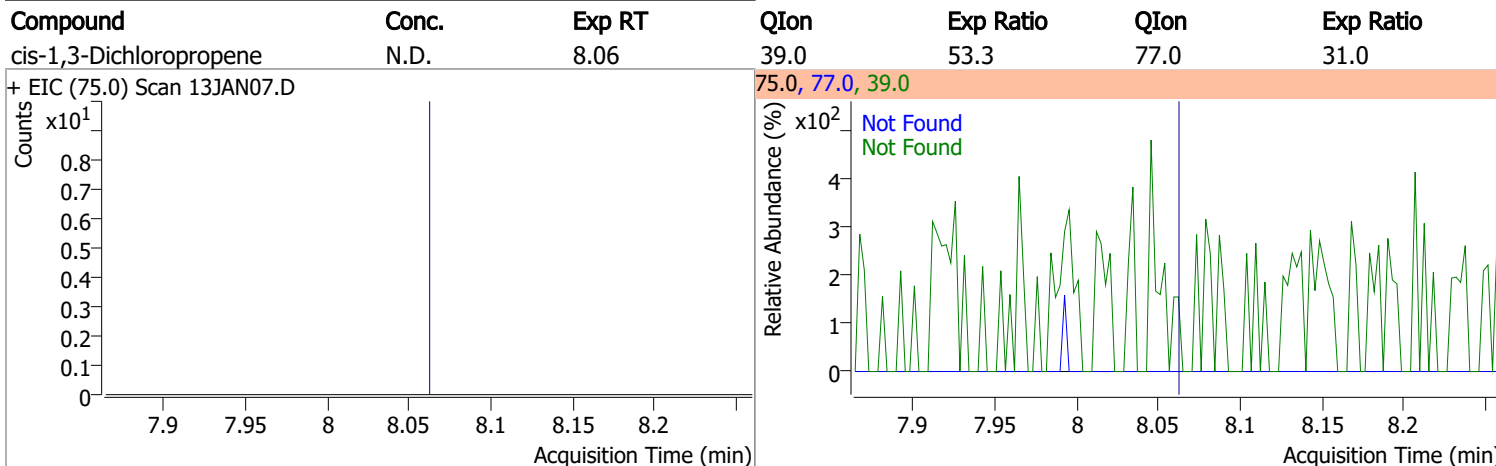 Compound Conc. Exp RT QIon Exp Ratio QIon Exp Ratio
cis-1,3-Dichloropropene N.D. 8.06 39.0 53.3 77.0 31.0
+ EIC (75.0) Scan 13JAN07.D
Counts
x10^1
0.8
0.7
0.6
0.5
0.4
0.3
0.2
0.1
0
7.9 7.95 8 8.05 8.1 8.15 8.2
Acquisition Time (min)
75.0, 77.0, 39.0
Relative Abundance (%)
x10^2
Not Found
Not Found
4
3
2
1
0
7.9 7.95 8 8.05 8.1 8.15 8.2
Acquisition Time (min)